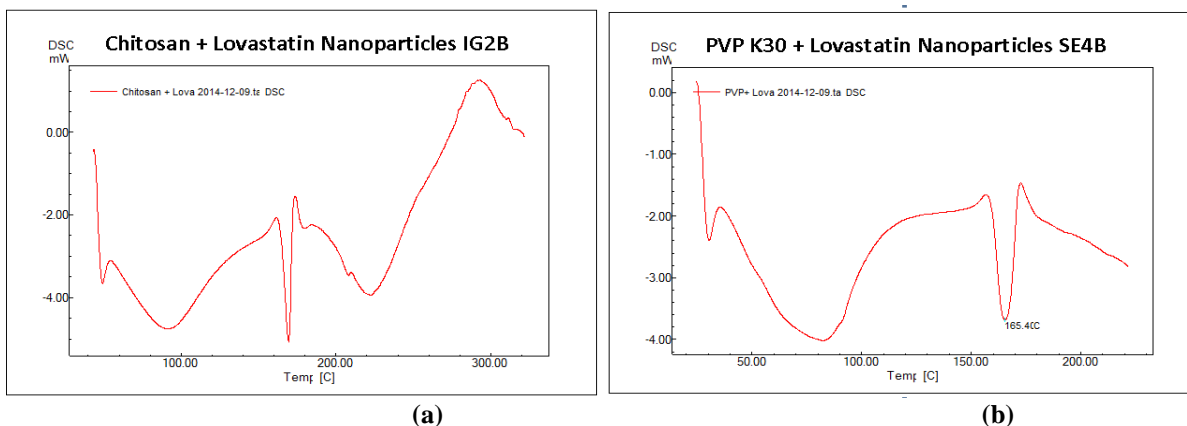 Chitosan + Lovastatin Nanoparticles IG2B
DSC
mW
Chitosan + Lova 2014-12-09.ta DSC
0.00
-2.00
-4.00
100.00 200.00 300.00
Temp [C]
(a)
PVP K30 + Lovastatin Nanoparticles SE4B
DSC
mW
PVP+ Lova 2014-12-09.ta DSC
0.00
-1.00
-2.00
-3.00
-4.00
165.40C
50.00 100.00 150.00 200.00
Temp [C]
(b)